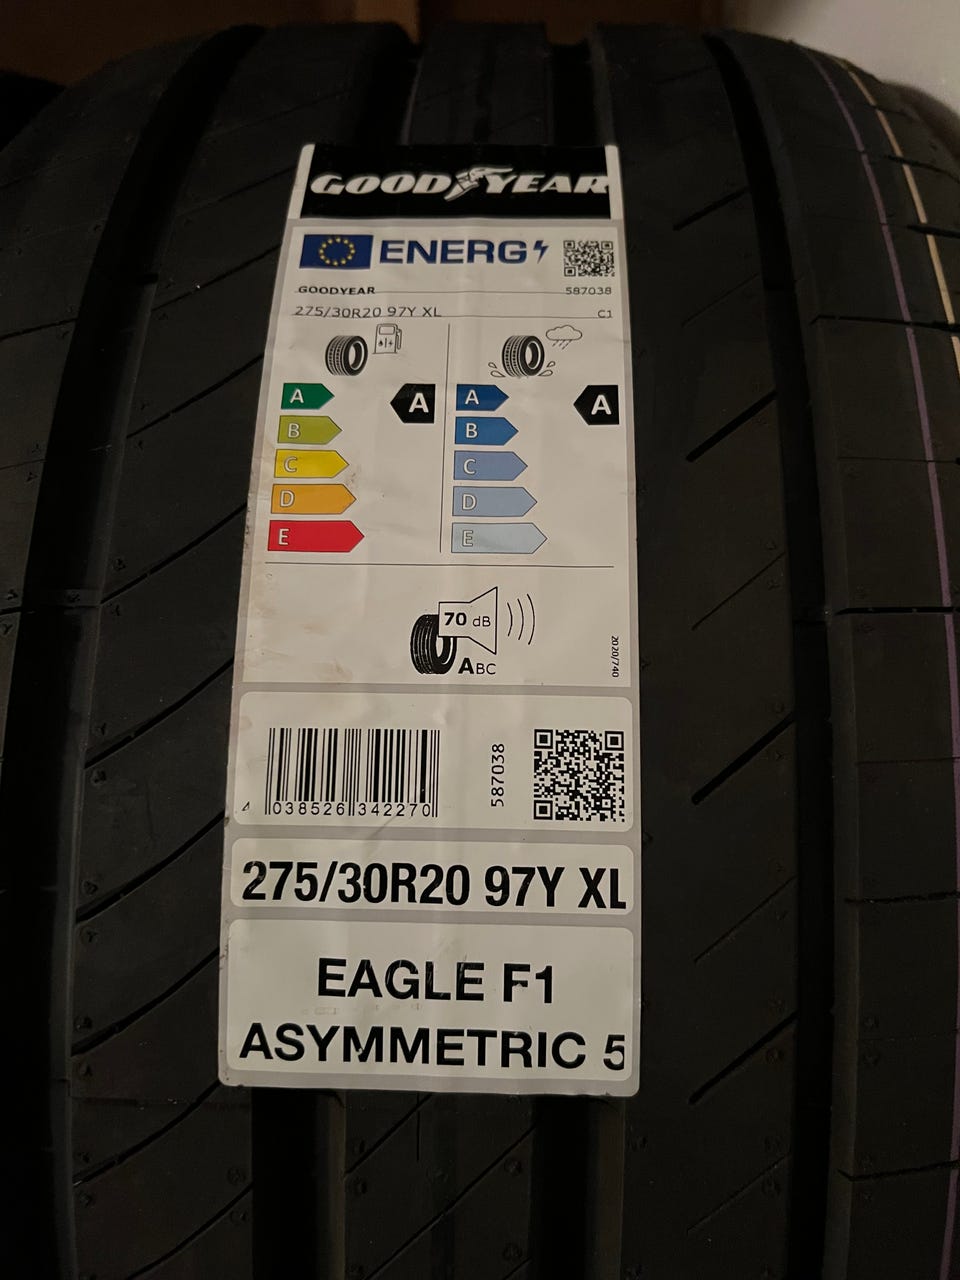 GOODYEAR
ENERG
GOODYEAR 587038
275/30R20 97Y XL C1
A A A A
B B
C C
D D
E E
70 dB
ABC
2020/740
587038
4 038526 342270
275/30R20 97Y XL
EAGLE F1
ASYMMETRIC 5